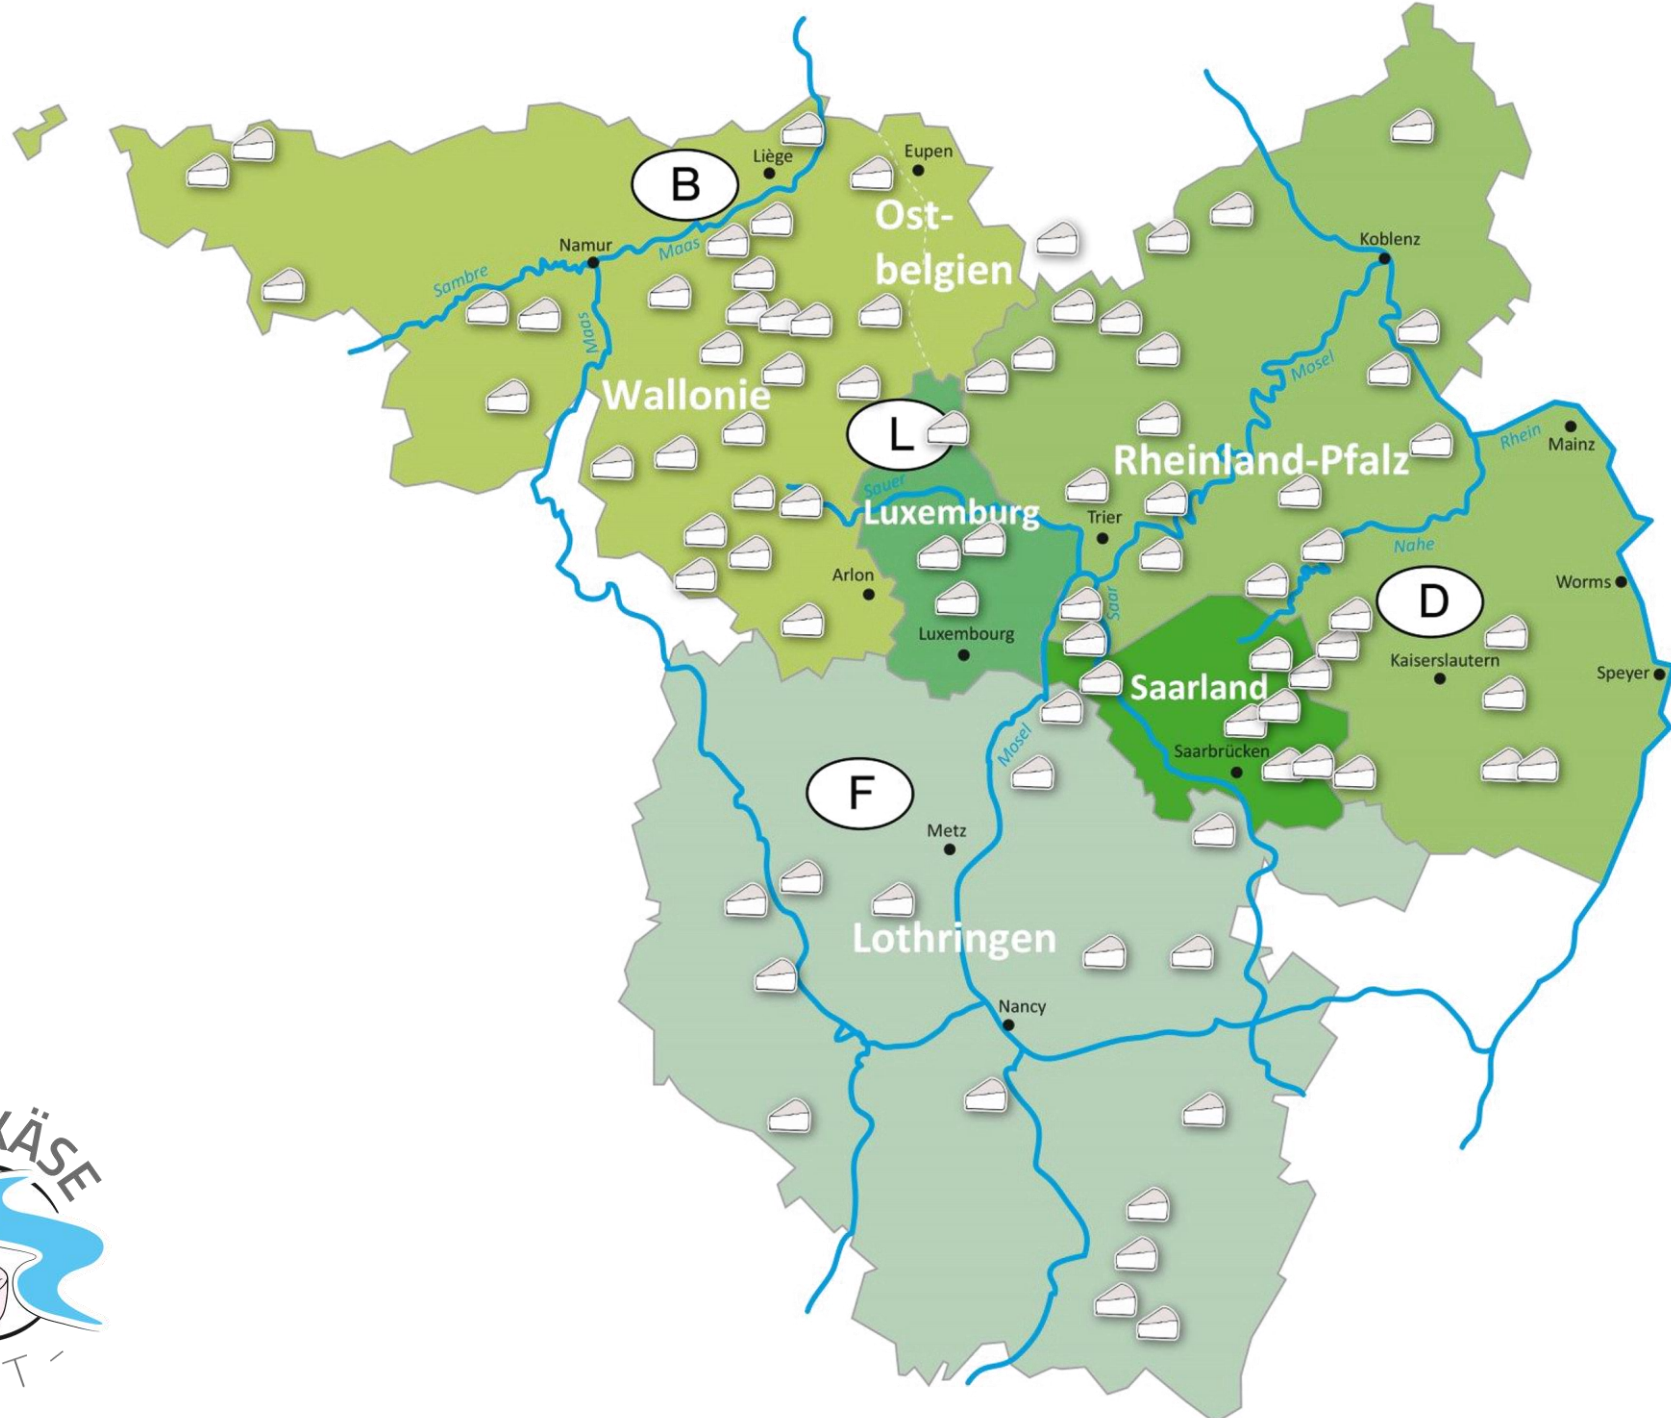 Liège
Eupen
B
Ost-
belgien
Namur
Maas
Sambre
Koblenz
Maas
Mosel
Wallonie
L
Rhein
Mainz
Rheinland-Pfalz
Sauer
Luxemburg
Trier
Nahe
Arlon
Worms
D
Saar
Luxembourg
Kaiserslautern
Speyer
Saarland
Mosel
Saarbrücken
F
Metz
Lothringen
Nancy
ÄSE
T